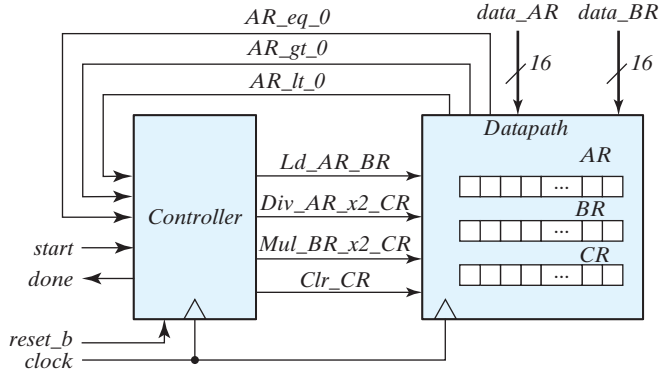 AR_eq_0
data_AR data_BR
AR_gt_0
16 16
AR_lt_0
Datapath
Ld_AR_BR
AR
...
Div_AR_x2_CR
Controller
BR
...
start
Mul_BR_x2_CR
CR
...
done
Clr_CR
reset_b
clock